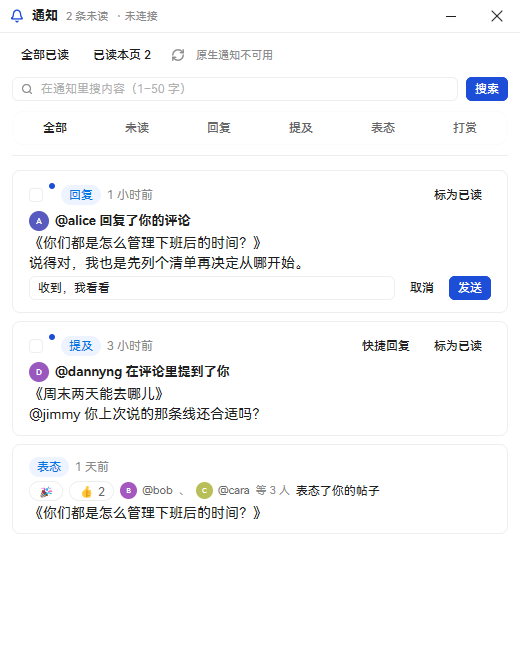 通知 2 条未读 · 未连接
全部已读 已读本页 2 原生通知不可用
在通知里搜内容（1–50 字） 搜索
全部 未读 回复 提及 表态 打赏
回复 1 小时前 标为已读
A @alice 回复了你的评论
《你们都是怎么管理下班后的时间？》
说得对，我也是先列个清单再决定从哪开始。
收到，我看看 取消 发送
提及 3 小时前 快捷回复 标为已读
D @dannyng 在评论里提到了你
《周末两天能去哪儿》
@jimmy 你上次说的那条线还合适吗?
表态 1 天前
🎉 👍 2 B @bob 、 C @cara 等 3 人 表态了你的帖子
《你们都是怎么管理下班后的时间？》